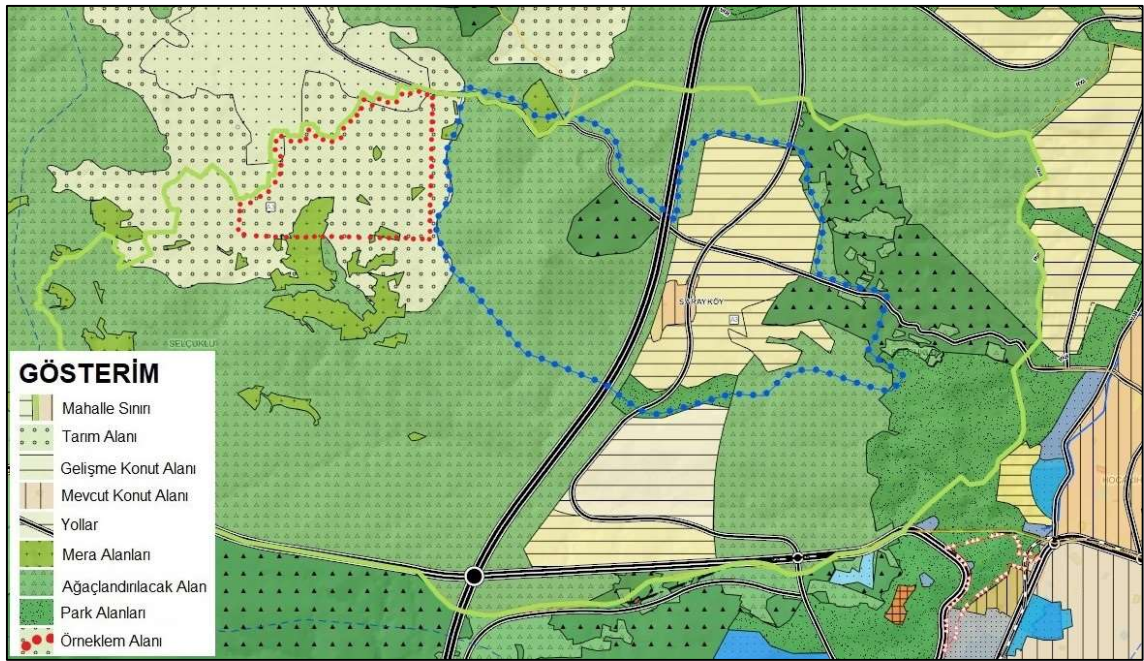 SARAYKÖY
SELÇUKLU
GÖSTERİM
Mahalle Sınırı
Tarım Alanı
Gelişme Konut Alanı
Mevcut Konut Alanı
Yollar
Mera Alanları
Ağaçlandırılacak Alan
Park Alanları
Örneklem Alanı